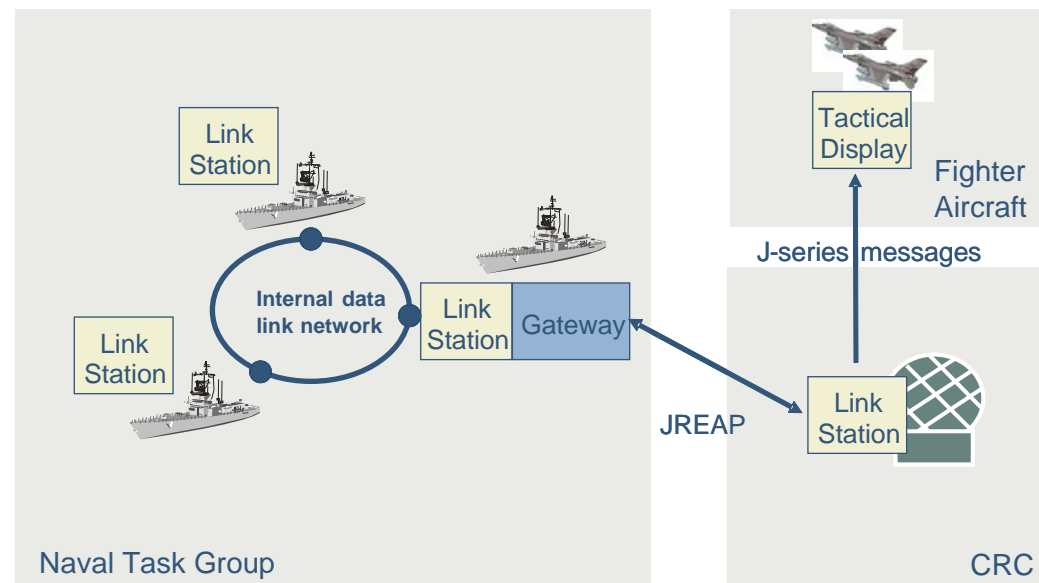 Link
Station
Link
Station
Internal data
link network
Link
Station
Gateway
Naval Task Group
JREAP
Tactical
Display
Fighter
Aircraft
J-series messages
Link
Station
CRC